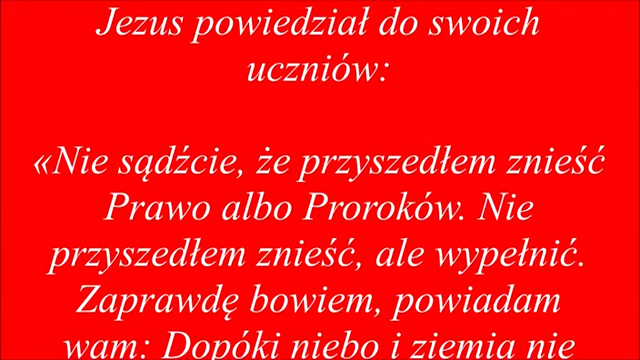 Jezus powiedział do swoich
uczniów:
«Nie sądźcie, że przyszedłem znieść
Prawo albo Proroków. Nie
przyszedłem znieść, ale wypełnić.
Zaprawdę bowiem, powiadam
wam: Dopóki niebo i ziemia nie